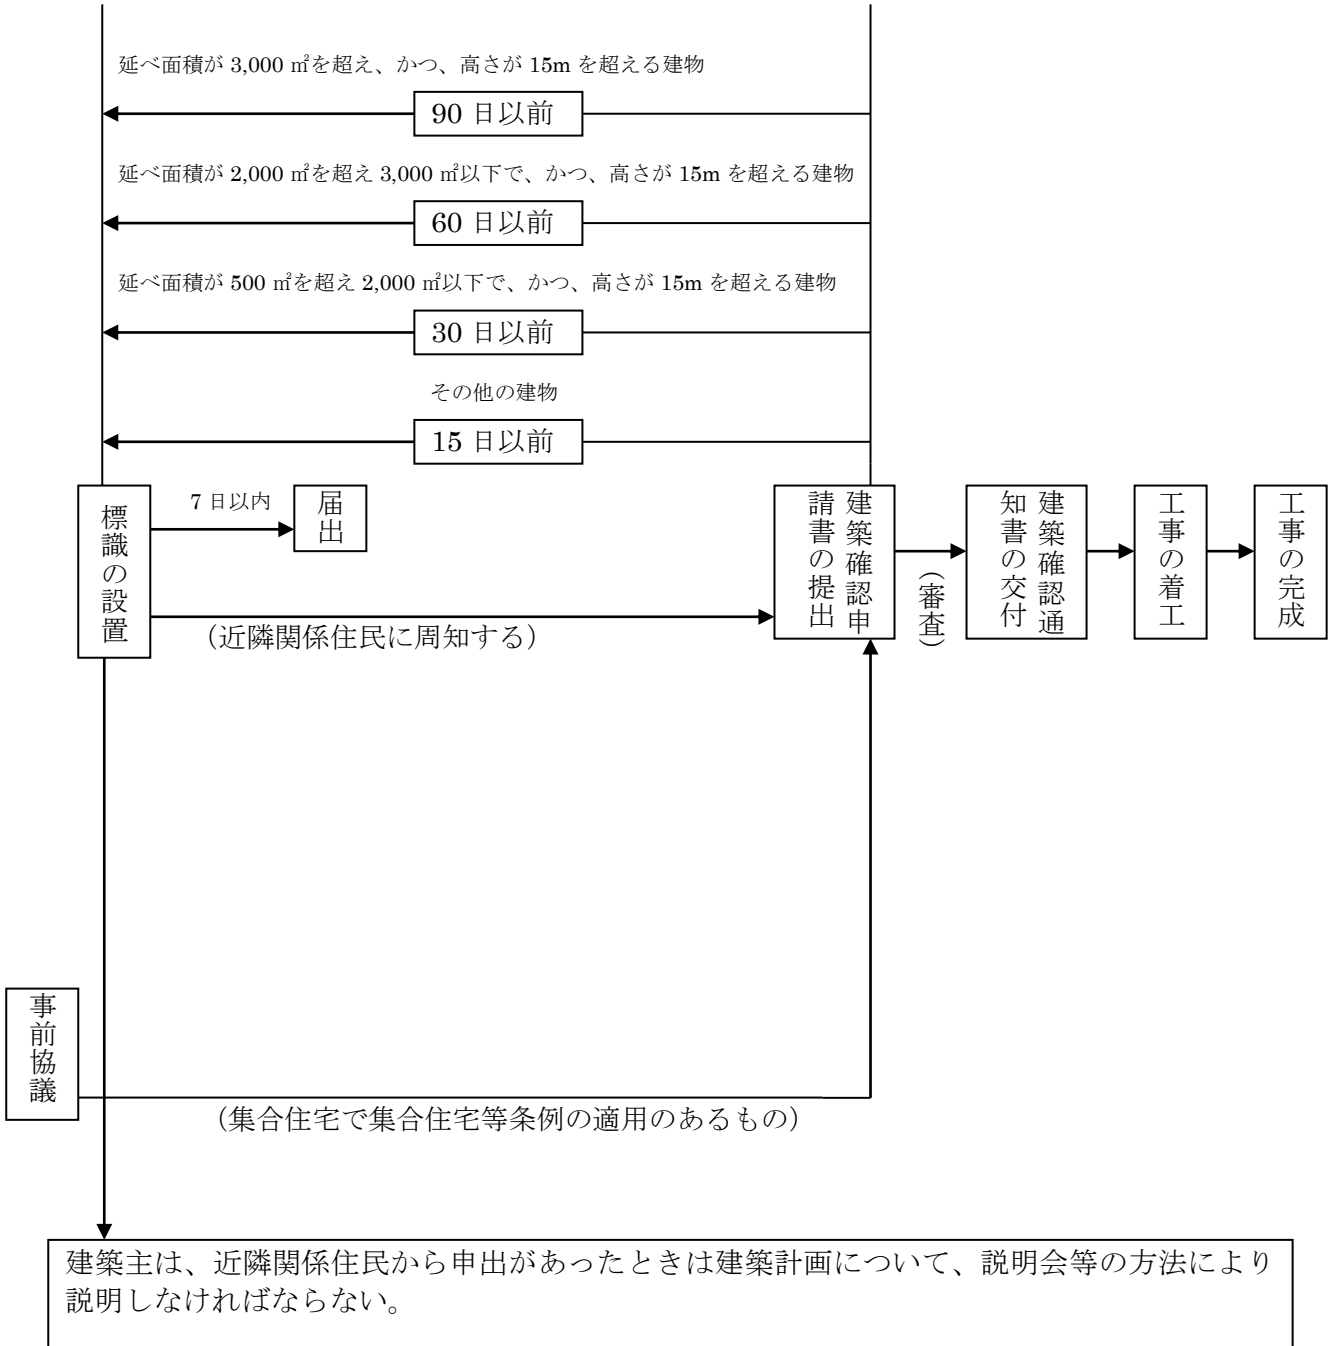 延べ面積が 3,000 ㎡を超え、かつ、高さが 15m を超える建物
90 日以前
延べ面積が 2,000 ㎡を超え 3,000 ㎡以下で、かつ、高さが 15m を超える建物
60 日以前
延べ面積が 500 ㎡を超え 2,000 ㎡以下で、かつ、高さが 15m を超える建物
30 日以前
その他の建物
15 日以前
標識の設置
7 日以内
届出
（近隣関係住民に周知する）
建築確認申
請書の提出
（審査）
建築確認通
知書の交付
工事の着工
工事の完成
事前協議
（集合住宅で集合住宅等条例の適用のあるもの）
建築主は、近隣関係住民から申出があったときは建築計画について、説明会等の方法により
説明しなければならない。